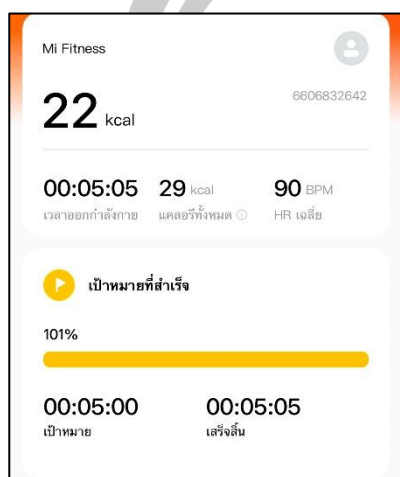 Mi Fitness
6606832642
22 kcal
00:05:05 29 kcal 90 BPM
เวลาออกกำลังกาย แคลอรีทั้งหมด HR เฉลี่ย
เป้าหมายที่สำเร็จ
101%
00:05:00 00:05:05
เป้าหมาย เสร็จสิ้น